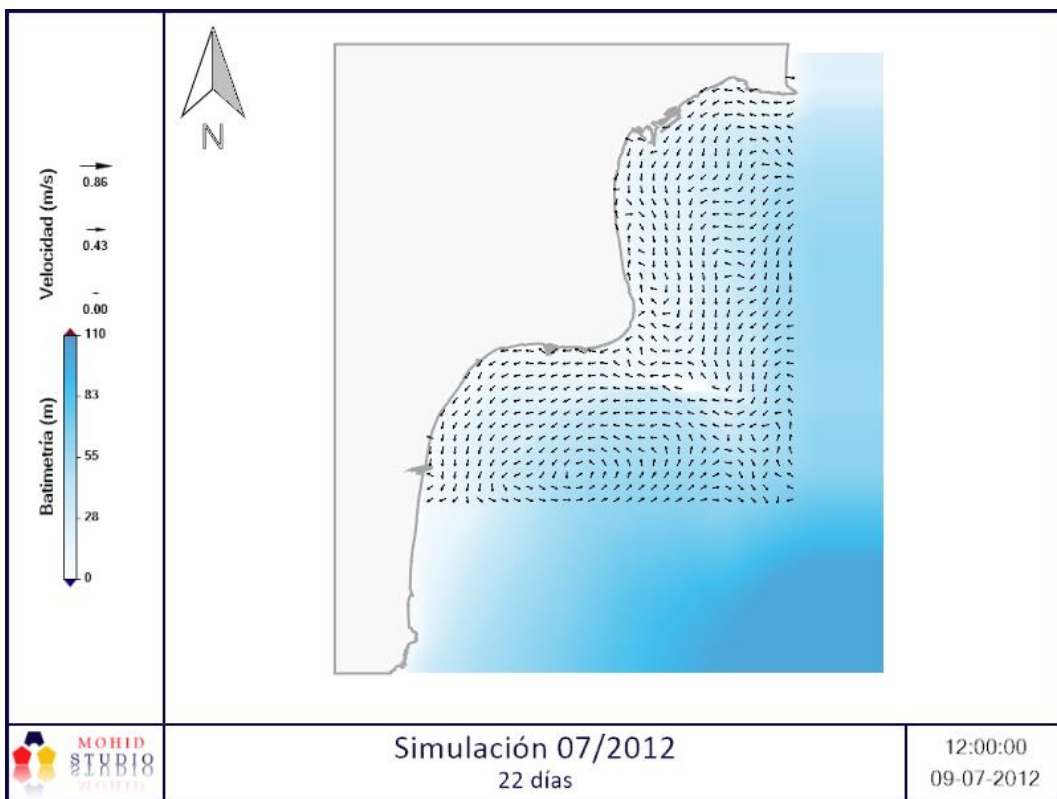 N
Velocidad (m/s)
0.86
0.43
0.00
Batimetría (m)
110
83
55
28
0
MOHID
STUDIO
Simulación 07/2012
22 días
12:00:00
09-07-2012